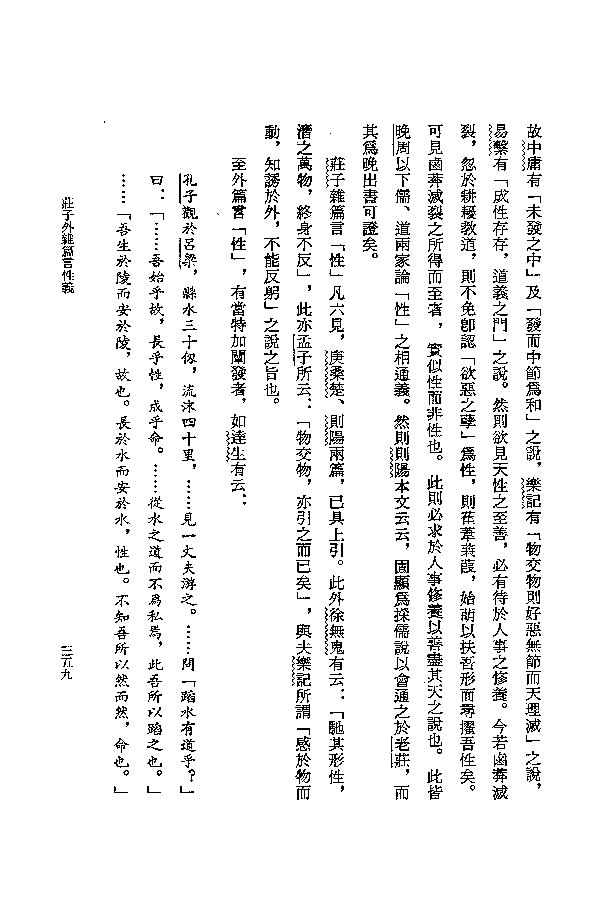 故中庸有「未發之中」及「發而中節爲和」之說，樂記有「物交物則好惡無節而天理滅」之說，
易繫有「成性存存，道義之門」之說。然則欲見天性之至善，必有待於人事之修養。今若鹵莽滅
裂，忽於耕耰教道，則不免卽認「欲惡之孽」爲性，則萑葦蒹葭，始萌以扶吾形而尋擢吾性矣。
可見鹵莽滅裂之所得而至者，實似性而非性也。此則必求於人事修養以善盡其天之說也。此皆
晚周以下儒、道兩家論「性」之相通義。然則則陽本文云云，固顯爲採儒說以會通之於老莊，而
其爲晚出書可證矣。
莊子雜篇言「性」凡六見，庚桑楚、則陽兩篇，已具上引。此外徐無鬼有云：「馳其形性，
潛之萬物，終身不反」，此亦孟子所云：「物交物，亦引之而已矣」，與夫樂記所謂「感於物而
動，知誘於外，不能反躬」之說之旨也。
至外篇言「性」，有當特加闡發者，如達生有云：
孔子觀於呂梁，縣水三十仭，流沫四十里，……見一丈夫游之。……問「蹈水有道乎？」
曰：「……吾始乎故，長乎性，成乎命。……從水之道而不爲私焉，此吾所以蹈之也。」
……「吾生於陵而安於陵，故也。長於水而安於水，性也。不知吾所以然而然，命也。」
莊子外雜篇言性義
三五九